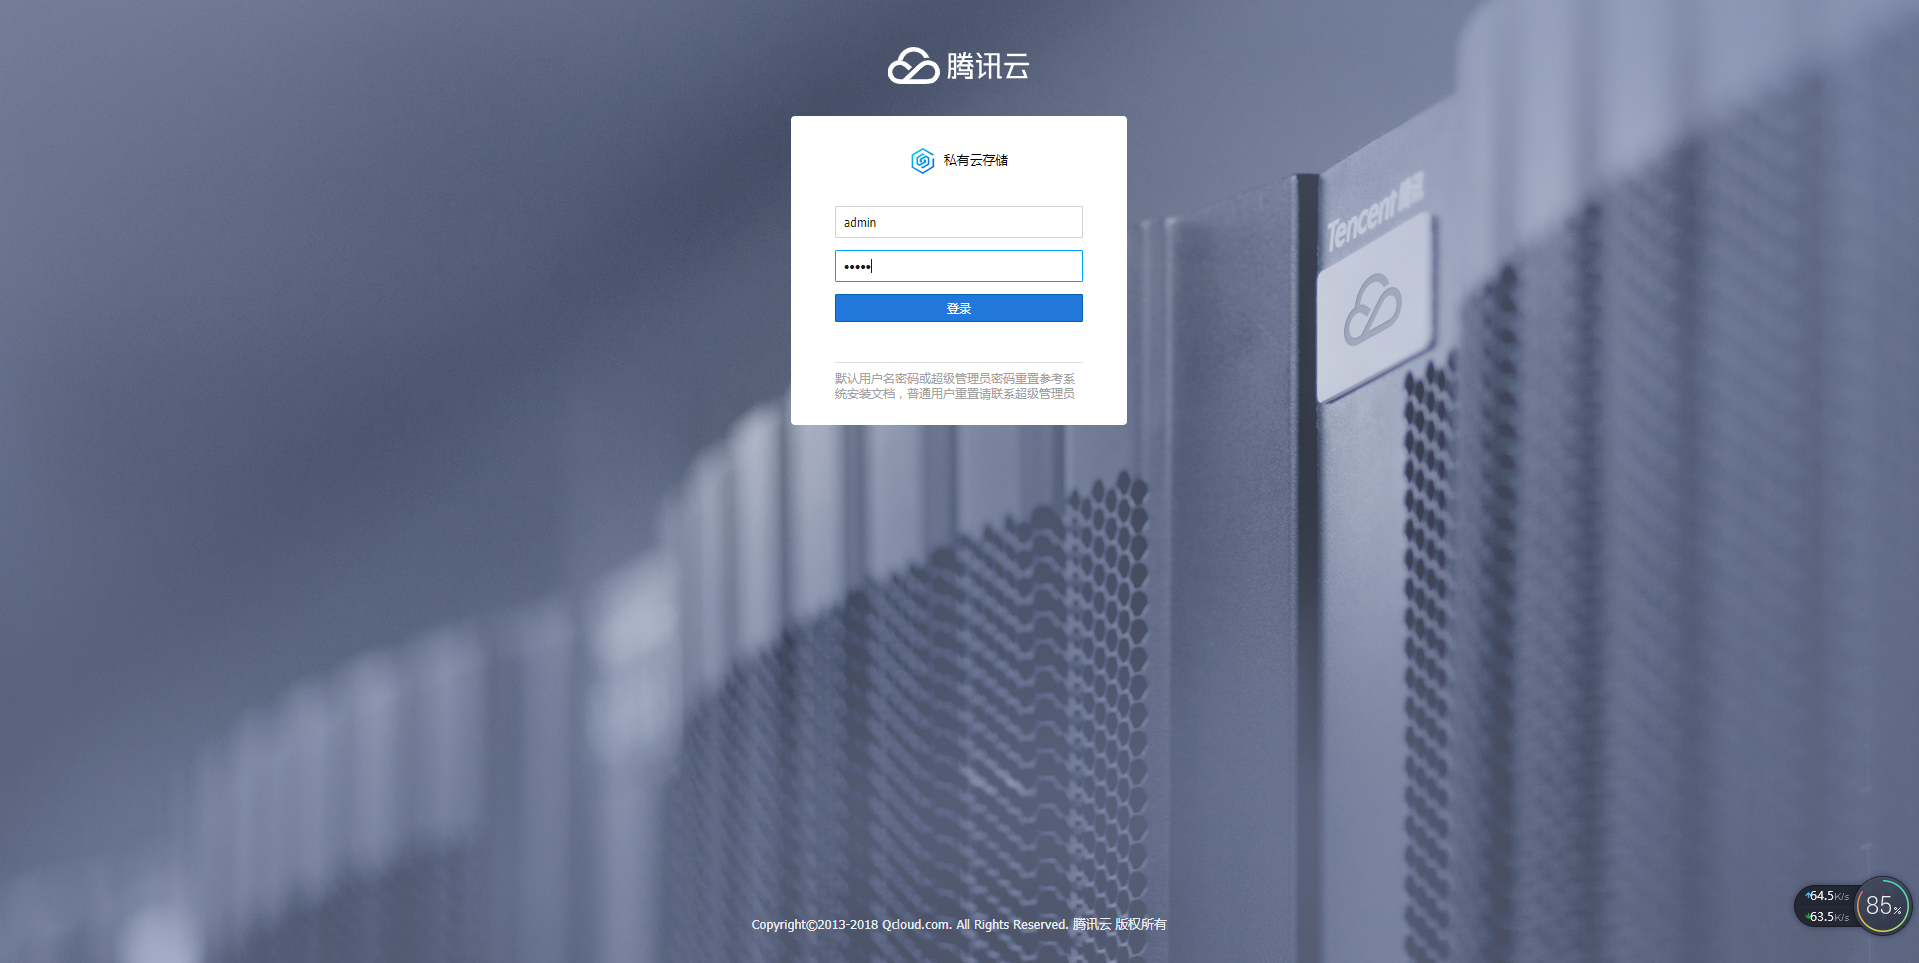 腾讯云
私有云存储
admin
•••••
登录
默认用户名密码或超级管理员密码重置参考系
统安装文档，普通用户重置请联系超级管理员
Tencent 腾讯
Copyright©2013-2018 Qcloud.com. All Rights Reserved. 腾讯云 版权所有
64.5K/s
63.5K/s
85%